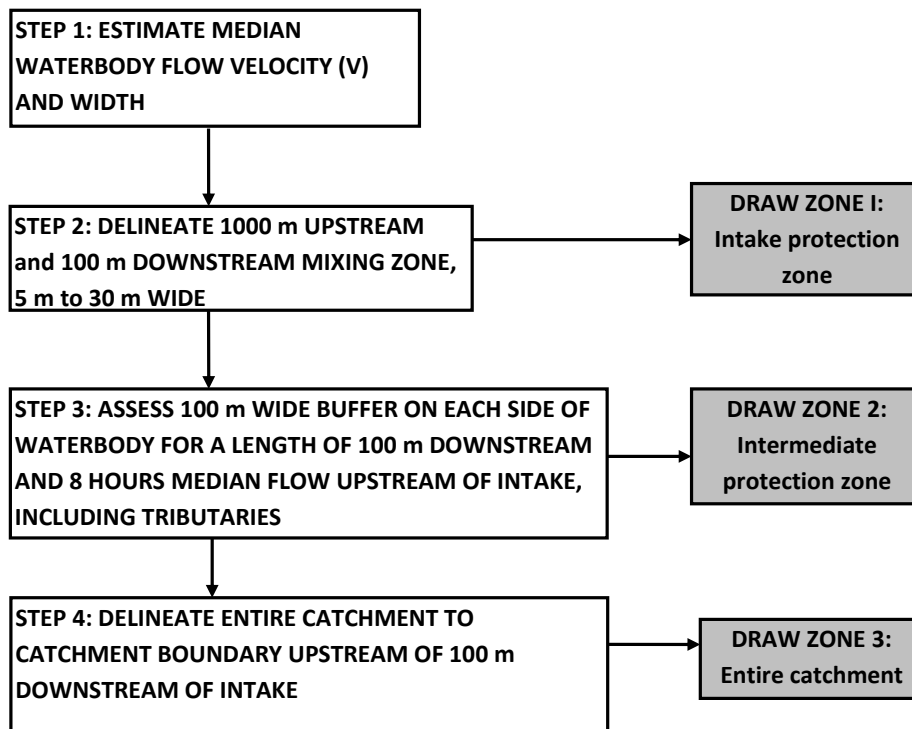 STEP 1: ESTIMATE MEDIAN
WATERBODY FLOW VELOCITY (V)
AND WIDTH
STEP 2: DELINEATE 1000 m UPSTREAM
and 100 m DOWNSTREAM MIXING ZONE,
5 m to 30 m WIDE
DRAW ZONE I:
Intake protection
zone
STEP 3: ASSESS 100 m WIDE BUFFER ON EACH SIDE OF
WATERBODY FOR A LENGTH OF 100 m DOWNSTREAM
AND 8 HOURS MEDIAN FLOW UPSTREAM OF INTAKE,
INCLUDING TRIBUTARIES
DRAW ZONE 2:
Intermediate
protection zone
STEP 4: DELINEATE ENTIRE CATCHMENT TO
CATCHMENT BOUNDARY UPSTREAM OF 100 m
DOWNSTREAM OF INTAKE
DRAW ZONE 3:
Entire catchment